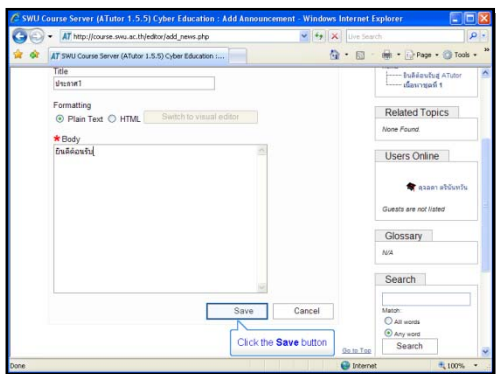 SWU Course Server (ATutor 1.5.5) Cyber Education : Add Announcement - Windows Internet Explorer
AT http://course.swu.ac.th/editor/add_news.php
Live Search
AT SWU Course Server (ATutor 1.5.5) Cyber Education : ...
Page
Tools
Title
ประกาศ1
Formatting
Plain Text HTML Switch to visual editor
*Body
ยินดีต้อนรับ
Save Cancel
Click the Save button
ยินดีต้อนรับสู่ ATutor
เนื้อหาชุดที่ 1
Related Topics
None Found.
Users Online
Guests are not listed
Glossary
N/A
Search
Match:
All words
Any word
Search
Go to Top
Done
Internet
100%